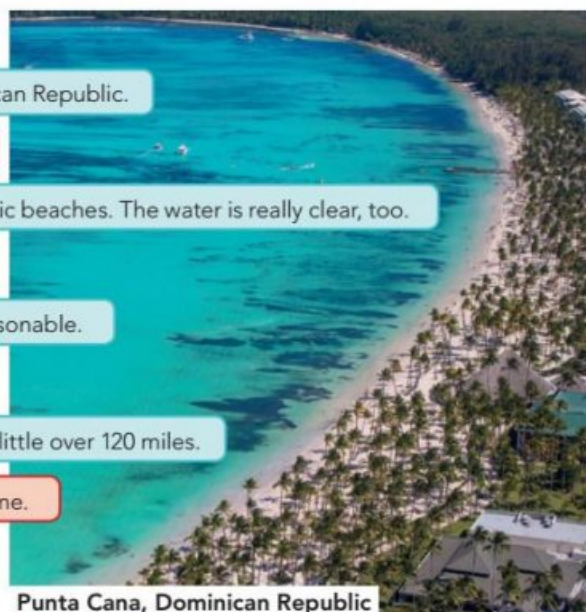 can Republic.
ic beaches. The water is really clear, too.
sonable.
little over 120 miles.
ne.
Punta Cana, Dominican Republic